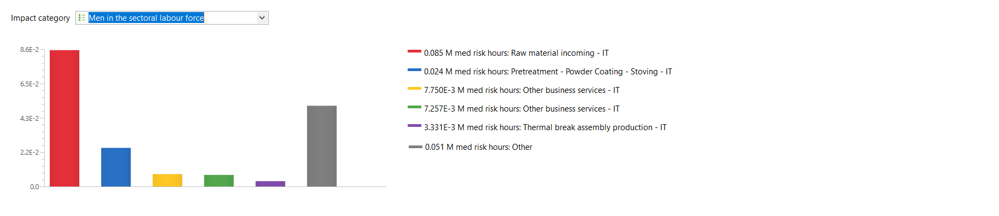 Impact category
Men in the sectoral labour force
8.6E-2
6.5E-2
4.3E-2
2.2E-2
0.0
0.085 M med risk hours: Raw material incoming - IT
0.024 M med risk hours: Pretreatment - Powder Coating - Stoving - IT
7.750E-3 M med risk hours: Other business services - IT
7.257E-3 M med risk hours: Other business services - IT
3.331E-3 M med risk hours: Thermal break assembly production - IT
0.051 M med risk hours: Other